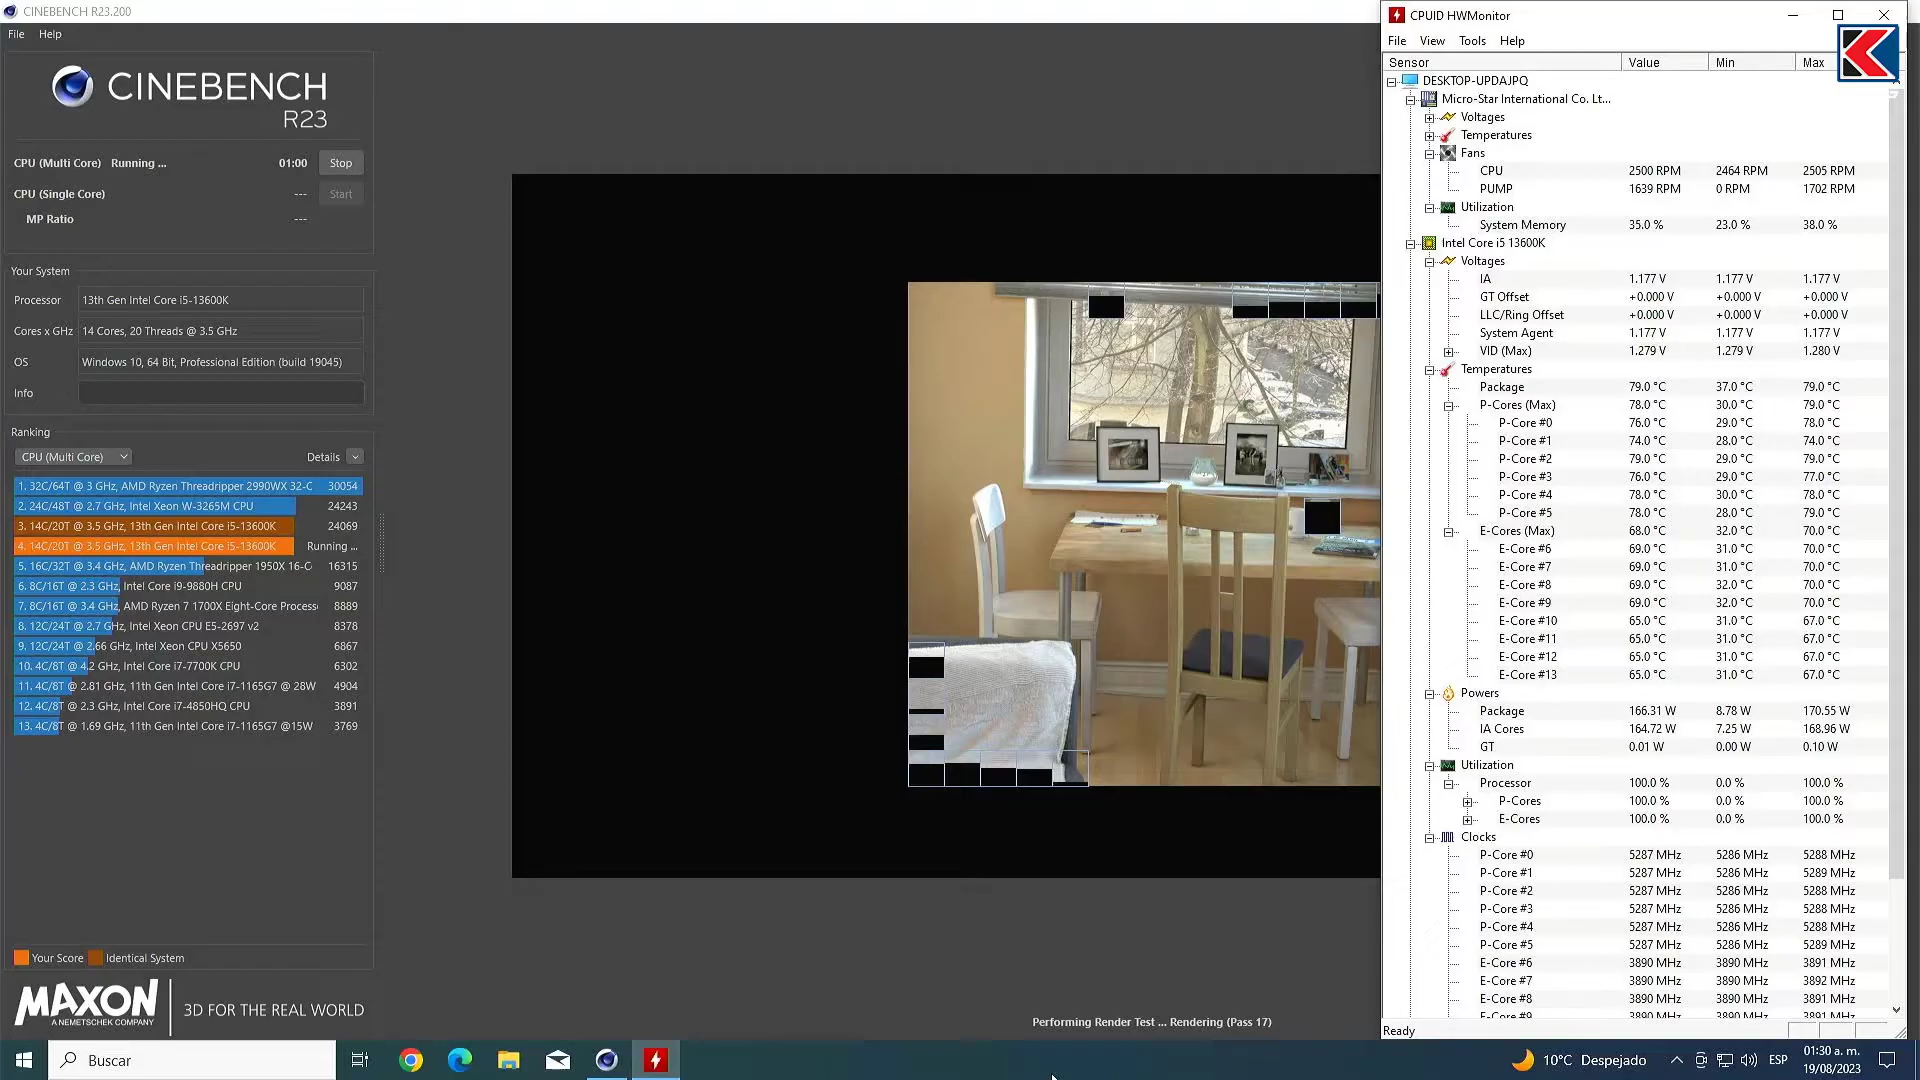 CINEBENCH R23.200
File Help
CINEBENCH
R23
CPU (Multi Core) Running ... 01:00 Stop
CPU (Single Core) --- Start
MP Ratio ---
Your System
Processor 13th Gen Intel Core i5-13600K
Cores x GHz 14 Cores, 20 Threads @ 3.5 GHz
OS Windows 10, 64 Bit, Professional Edition (build 19045)
Info
Ranking
CPU (Multi Core) Details
1. 32C/64T @ 3 GHz, AMD Ryzen Threadripper 2990WX 32-C 30054
2. 24C/48T @ 2.7 GHz, Intel Xeon W-3265M CPU 24243
3. 14C/20T @ 3.5 GHz, 13th Gen Intel Core i5-13600K 24069
4. 14C/20T @ 3.5 GHz, 13th Gen Intel Core i5-13600K Running ...
5. 16C/32T @ 3.4 GHz, AMD Ryzen Threadripper 1950X 16-C 16315
6. 8C/16T @ 2.3 GHz, Intel Core i9-9880H CPU 9087
7. 8C/16T @ 3.4 GHz, AMD Ryzen 7 1700X Eight-Core Process 8889
8. 12C/24T @ 2.7 GHz, Intel Xeon CPU E5-2697 v2 8378
9. 12C/24T @ 2.66 GHz, Intel Xeon CPU X5650 6867
10. 4C/8T @ 4.2 GHz, Intel Core i7-7700K CPU 6302
11. 4C/8T @ 2.81 GHz, 11th Gen Intel Core i7-1165G7 @ 28W 4904
12. 4C/8T @ 2.3 GHz, Intel Core i7-4850HQ CPU 3891
13. 4C/8T @ 1.69 GHz, 11th Gen Intel Core i7-1165G7 @15W 3769
Your Score Identical System
MAXON
A NEMETSCHEK COMPANY
3D FOR THE REAL WORLD
Performing Render Test ... Rendering (Pass 17)
CPUID HWMonitor
File View Tools Help
Sensor Value Min Max
K
DESKTOP-UPDAJPQ
Micro-Star International Co. Lt...
Voltages
Temperatures
Fans
CPU 2500 RPM 2464 RPM 2505 RPM
PUMP 1639 RPM 0 RPM 1702 RPM
Utilization
System Memory 35.0 % 23.0 % 38.0 %
Intel Core i5 13600K
Voltages
IA 1.177 V 1.177 V 1.177 V
GT Offset +0.000 V +0.000 V +0.000 V
LLC/Ring Offset +0.000 V +0.000 V +0.000 V
System Agent 1.177 V 1.177 V 1.177 V
VID (Max) 1.279 V 1.279 V 1.280 V
Temperatures
Package 79.0 °C 37.0 °C 79.0 °C
P-Cores (Max) 78.0 °C 30.0 °C 79.0 °C
P-Core #0 76.0 °C 29.0 °C 78.0 °C
P-Core #1 74.0 °C 28.0 °C 74.0 °C
P-Core #2 79.0 °C 29.0 °C 79.0 °C
P-Core #3 76.0 °C 29.0 °C 77.0 °C
P-Core #4 78.0 °C 30.0 °C 78.0 °C
P-Core #5 78.0 °C 28.0 °C 79.0 °C
E-Cores (Max) 68.0 °C 32.0 °C 70.0 °C
E-Core #6 69.0 °C 31.0 °C 70.0 °C
E-Core #7 69.0 °C 31.0 °C 70.0 °C
E-Core #8 69.0 °C 32.0 °C 70.0 °C
E-Core #9 69.0 °C 32.0 °C 70.0 °C
E-Core #10 65.0 °C 31.0 °C 67.0 °C
E-Core #11 65.0 °C 31.0 °C 67.0 °C
E-Core #12 65.0 °C 31.0 °C 67.0 °C
E-Core #13 65.0 °C 31.0 °C 67.0 °C
Powers
Package 166.31 W 8.78 W 170.55 W
IA Cores 164.72 W 7.25 W 168.96 W
GT 0.01 W 0.00 W 0.10 W
Utilization
Processor 100.0 % 0.0 % 100.0 %
P-Cores 100.0 % 0.0 % 100.0 %
E-Cores 100.0 % 0.0 % 100.0 %
Clocks
P-Core #0 5287 MHz 5286 MHz 5288 MHz
P-Core #1 5287 MHz 5286 MHz 5289 MHz
P-Core #2 5287 MHz 5286 MHz 5288 MHz
P-Core #3 5287 MHz 5286 MHz 5288 MHz
P-Core #4 5287 MHz 5286 MHz 5288 MHz
P-Core #5 5287 MHz 5286 MHz 5289 MHz
E-Core #6 3890 MHz 3890 MHz 3891 MHz
E-Core #7 3890 MHz 3890 MHz 3892 MHz
E-Core #8 3890 MHz 3890 MHz 3891 MHz
E-Core #9 3890 MHz 3890 MHz 3891 MHz
Ready
Buscar
10°C Despejado ESP 01:30 a. m.
19/08/2023